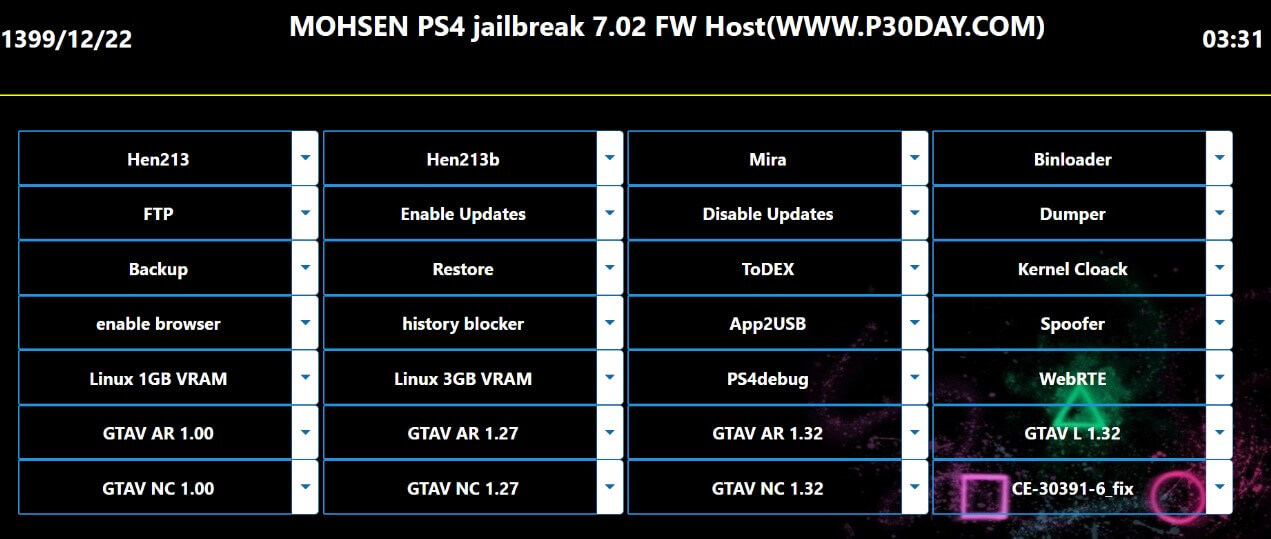 MOHSEN PS4 jailbreak 7.02 FW Host(WWW.P30DAY.COM)
1399/12/22 03:31
Hen213 Hen213b Mira Binloader
FTP Enable Updates Disable Updates Dumper
Backup Restore ToDEX Kernel Cloack
enable browser history blocker App2USB Spoofer
Linux 1GB VRAM Linux 3GB VRAM PS4debug WebRTE
GTAV AR 1.00 GTAV AR 1.27 GTAV AR 1.32 GTAV L 1.32
GTAV NC 1.00 GTAV NC 1.27 GTAV NC 1.32 CE-30391-6_fix